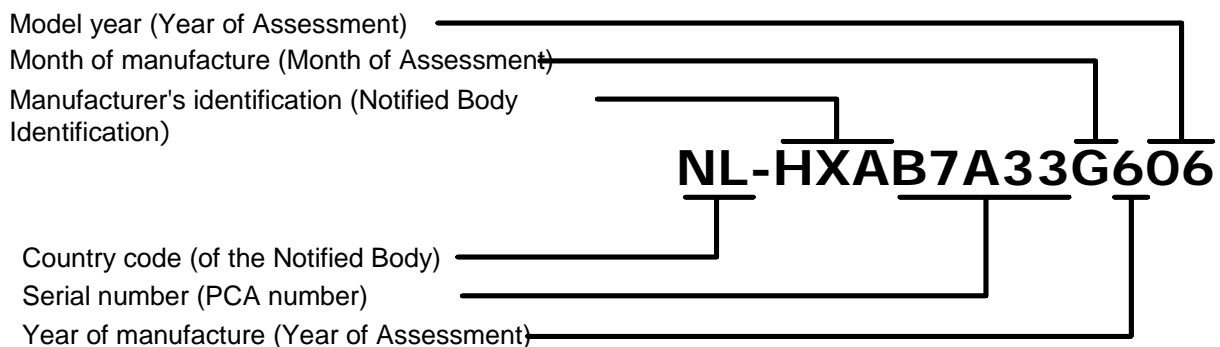 Model year (Year of Assessment)
Month of manufacture (Month of Assessment)
Manufacturer's identification (Notified Body
Identification)
NL-HXAB7A33G606
Country code (of the Notified Body)
Serial number (PCA number)
Year of manufacture (Year of Assessment)